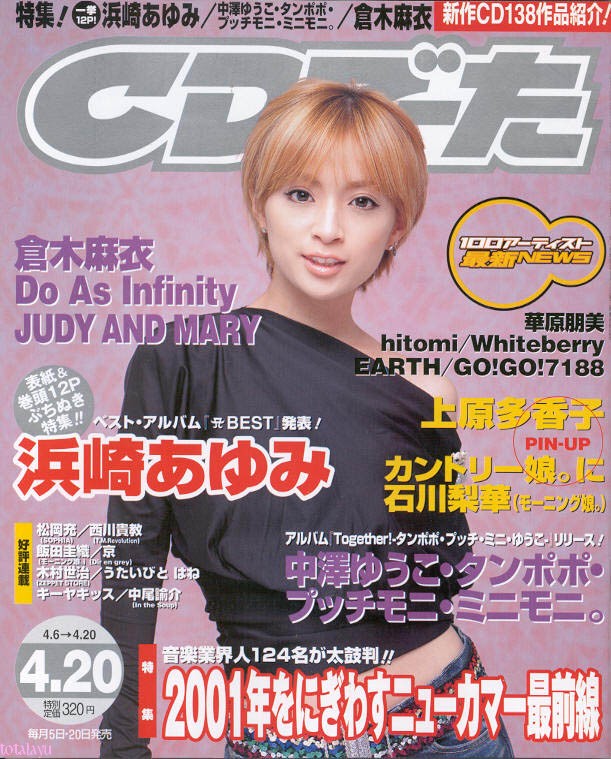 特集! 一挙12P! 浜崎あゆみ/中澤ゆうこ・タンポポ・プッチモニ・ミニモニ。/倉木麻衣
新作CD138作品紹介!
CDでーた
100アーティスト
最新NEWS
倉木麻衣
Do As Infinity
JUDY AND MARY
華原朋美
hitomi/Whiteberry
EARTH/GO!GO!7188
表紙&
巻頭12P
ぶちぬき
特集!!
ベスト・アルバム『A BEST』発表!
浜崎あゆみ
上原多香子
PIN-UP
カントリー娘。に
石川梨華(モーニング娘。)
好評連載
松岡充/西川貴教
(SOPHIA) (T.M.Revolution)
飯田圭織/京
(モーニング娘。) (Dir en grey)
木村世治/うたいびと はね
(ZEPPET STORE)
キーヤキッス/中尾諭介
(In the Soup)
アルバム『Together!-タンポポ・プッチ・ミニ・ゆうこ-』リリース!
中澤ゆうこ・タンポポ・
プッチモニ・ミニモニ。
4.6→4.20
4.20
特別定価 320円
毎月5日・20日発売
特集
音楽業界人124名が太鼓判!!
2001年をにぎわすニューカマー最前線
totalayu